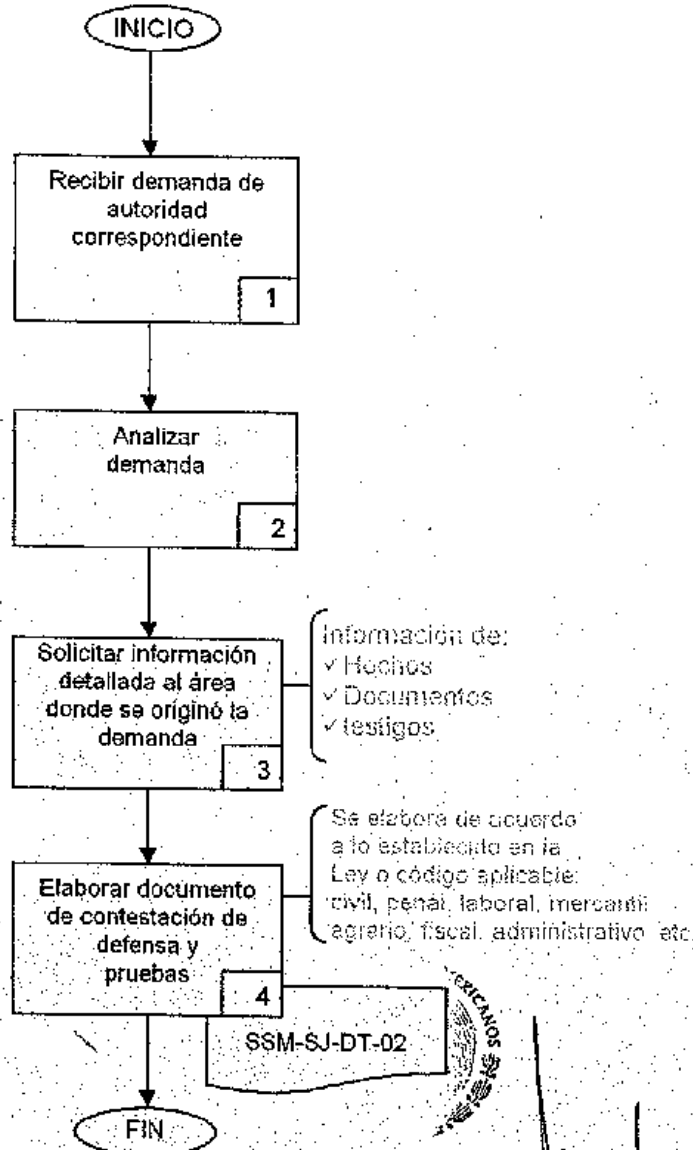 INICIO
Recibir demanda de
autoridad
correspondiente
1
Analizar
demanda
2
Solicitar información
detallada al área
donde se originó la
demanda
3
Información de:
✓ Hechos
✓ Documentos
✓ testigos
Elaborar documento
de contestación de
defensa y
pruebas
4
Se elabora de acuerdo
a lo establecido en la
Ley o código aplicable:
civil, penal, laboral, mercantil
agrario, fiscal, administrativo etc.
SSM-SJ-DT-02
XICANOS
FIN